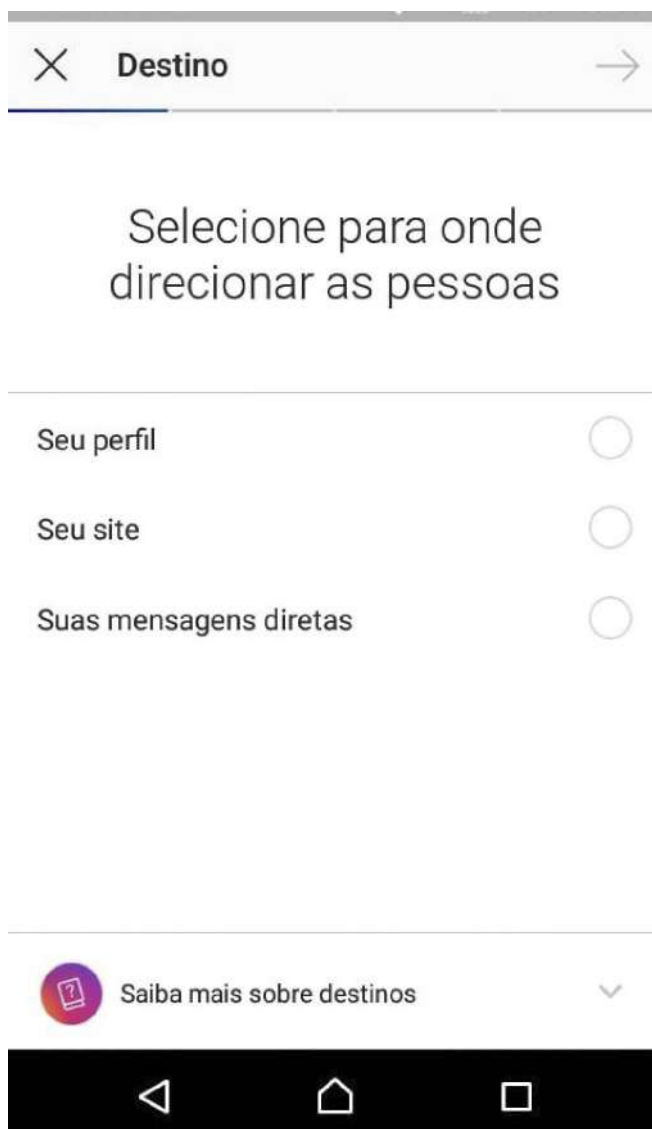 Destino
Selecione para onde
direcionar as pessoas
Seu perfil
Seu site
Suas mensagens diretas
Saiba mais sobre destinos